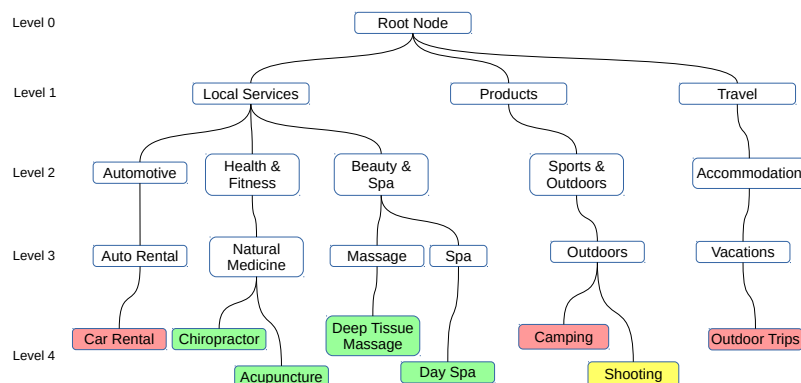 Level 0
Root Node
Level 1
Local Services
Products
Travel
Level 2
Automotive
Health &
Fitness
Beauty &
Spa
Sports &
Outdoors
Accommodation
Level 3
Auto Rental
Natural
Medicine
Massage
Spa
Outdoors
Vacations
Car Rental
Chiropractor
Deep Tissue
Massage
Camping
Outdoor Trips
Level 4
Acupuncture
Day Spa
Shooting